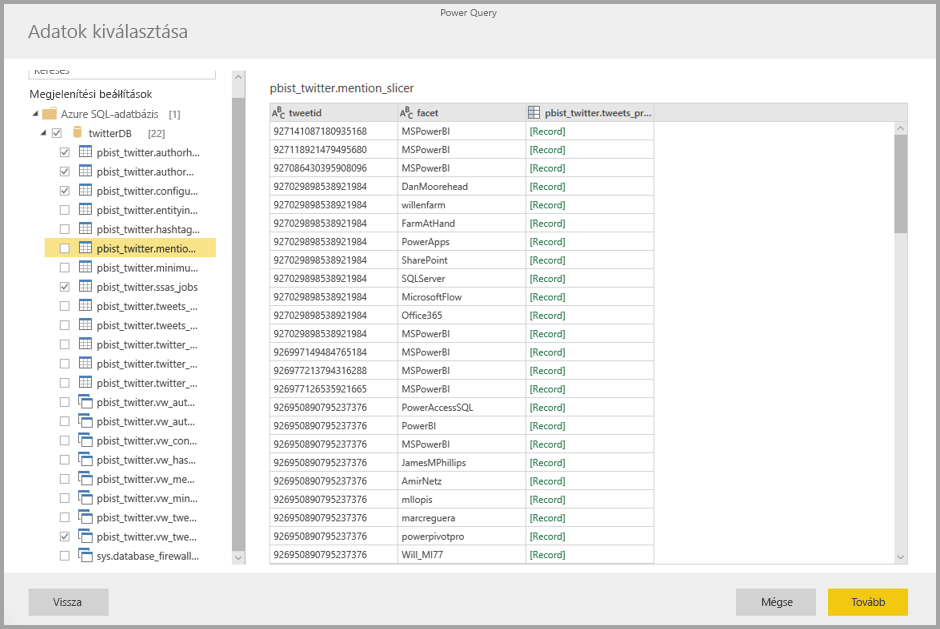 Power Query
Adatok kiválasztása
Keresés
Megjelenítési beállítások
Azure SQL-adatbázis [1]
twitterDB [22]
pbist_twitter.authorh...
pbist_twitter.author...
pbist_twitter.configu...
pbist_twitter.entityin...
pbist_twitter.hashtag...
pbist_twitter.mentio...
pbist_twitter.minimu...
pbist_twitter.ssas_jobs
pbist_twitter.tweets_...
pbist_twitter.tweets_...
pbist_twitter.twitter_...
pbist_twitter.twitter_...
pbist_twitter.twitter_...
pbist_twitter.vw_aut...
pbist_twitter.vw_aut...
pbist_twitter.vw_con...
pbist_twitter.vw_has...
pbist_twitter.vw_me...
pbist_twitter.vw_min...
pbist_twitter.vw_twe...
pbist_twitter.vw_twe...
sys.database_firewall...
pbist_twitter.mention_slicer
ABC tweetid ABC facet pbist_twitter.tweets_pr...
927141087180935168 MSPowerBI [Record]
927118921479495680 MSPowerBI [Record]
927086430395908096 MSPowerBI [Record]
927029898538921984 DanMoorehead [Record]
927029898538921984 willenfarm [Record]
927029898538921984 FarmAtHand [Record]
927029898538921984 PowerApps [Record]
927029898538921984 SharePoint [Record]
927029898538921984 SQLServer [Record]
927029898538921984 MicrosoftFlow [Record]
927029898538921984 Office365 [Record]
927029898538921984 MSPowerBI [Record]
926997149484765184 MSPowerBI [Record]
926977213794316288 MSPowerBI [Record]
926977126535921665 MSPowerBI [Record]
926950890795237376 PowerAccessSQL [Record]
926950890795237376 PowerBI [Record]
926950890795237376 MSPowerBI [Record]
926950890795237376 JamesMPhillips [Record]
926950890795237376 AmirNetz [Record]
926950890795237376 mllopis [Record]
926950890795237376 marcreguera [Record]
926950890795237376 powerpivotpro [Record]
926950890795237376 Will_MI77 [Record]
Vissza
Mégse
Tovább